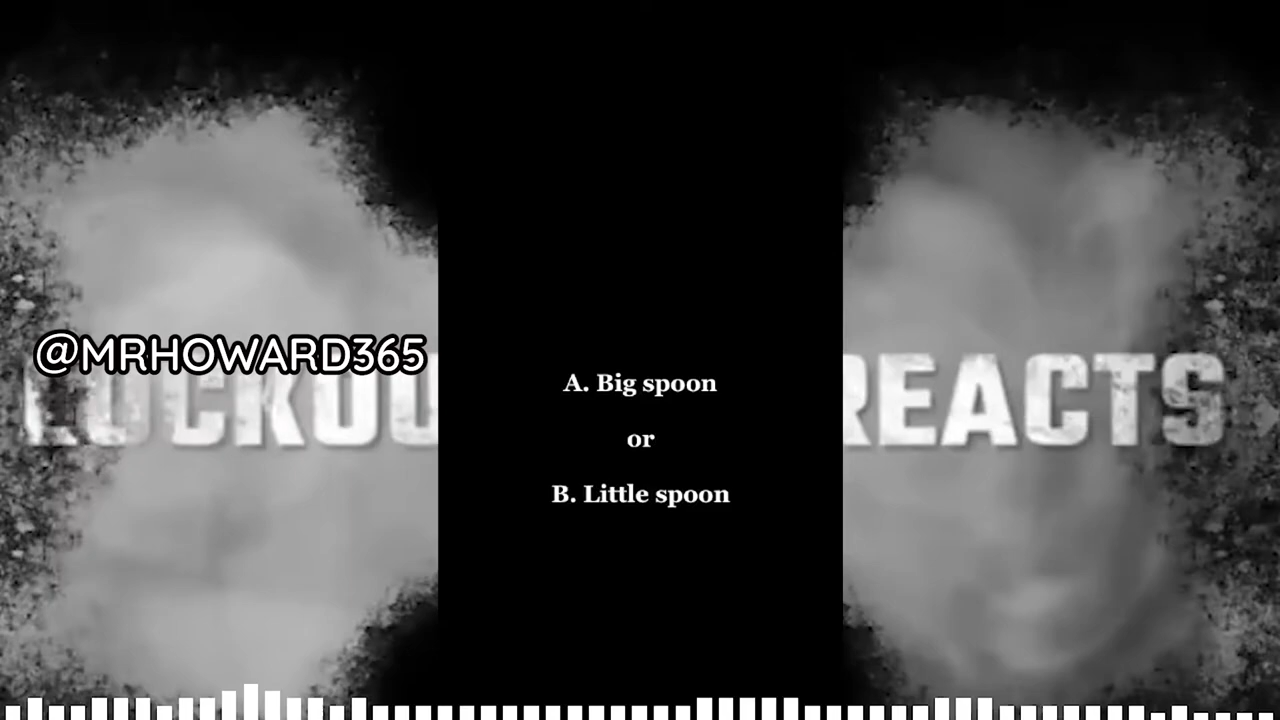 @MRHOWARD365
REACTS
A. Big spoon
or
B. Little spoon